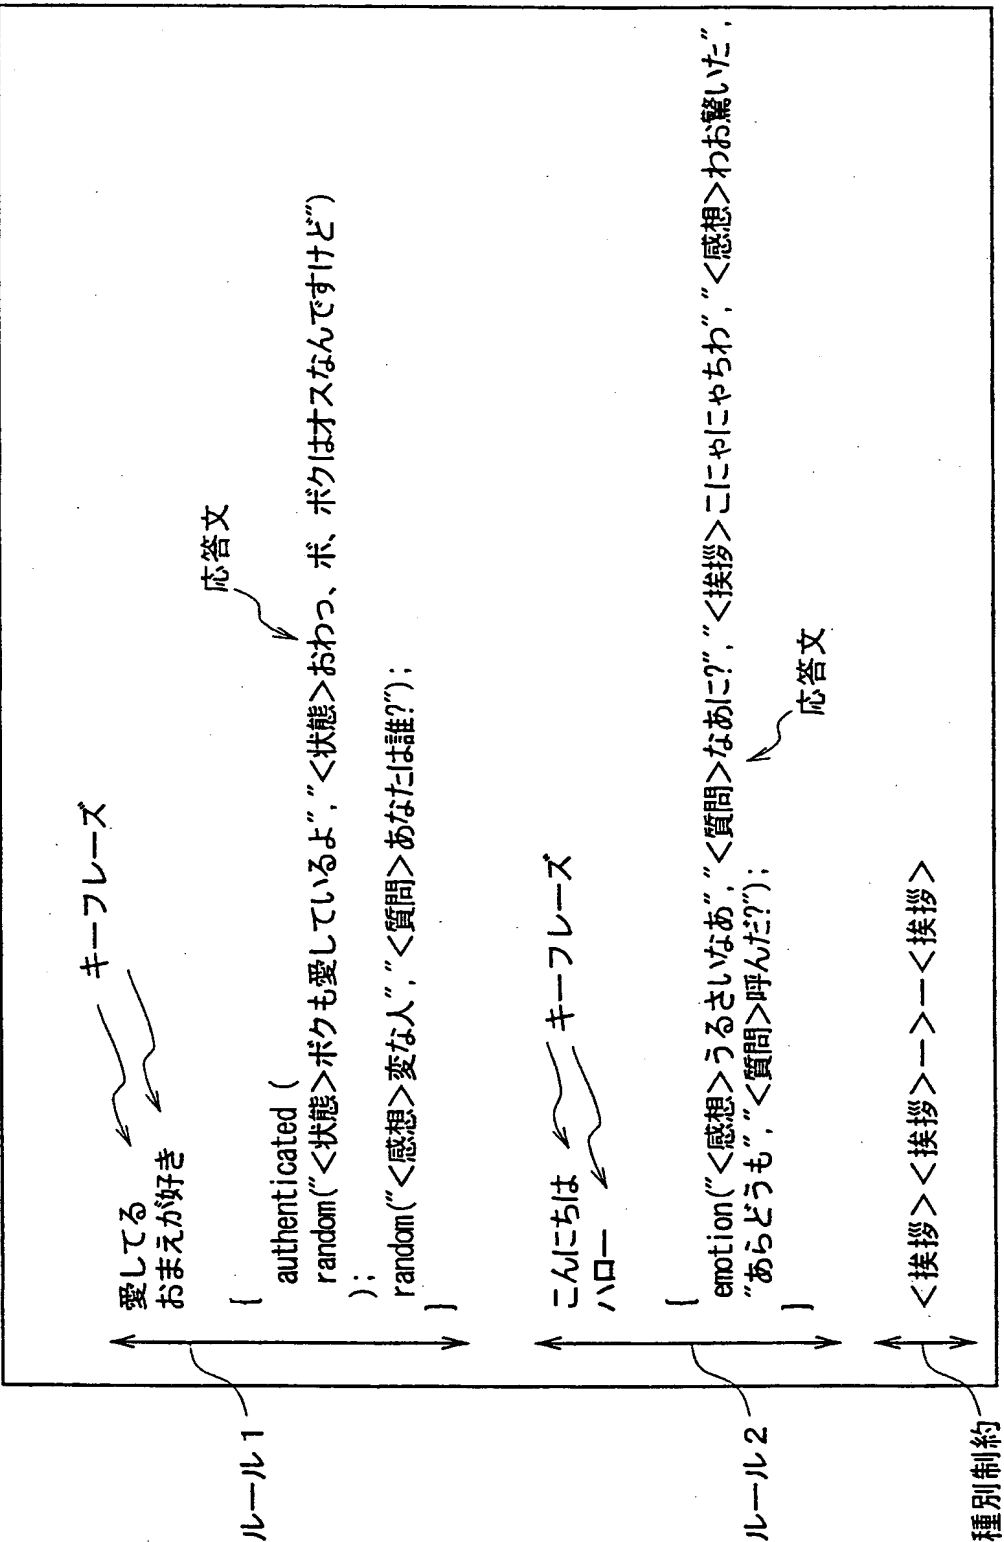 キーフレーズ
愛してる
おまえが好き
{
応答文
authenticated (
random("<状態>ボクも愛しているよ","<状態>おわっ、ボ、ボクはオスなんですけど")
);
random("<感想>変な人","<質問>あなたは誰?");
}
ルール1
キーフレーズ
こんにちは
ハロー
{
emotion("<感想>うるさいなあ","<質問>なあに?","<挨拶>こにゃにゃちわ","<感想>わお驚いた",
"あらどうも","<質問>呼んだ?");
}
応答文
ルール2
<挨拶><挨拶>ー>ー<挨拶>
種別制約